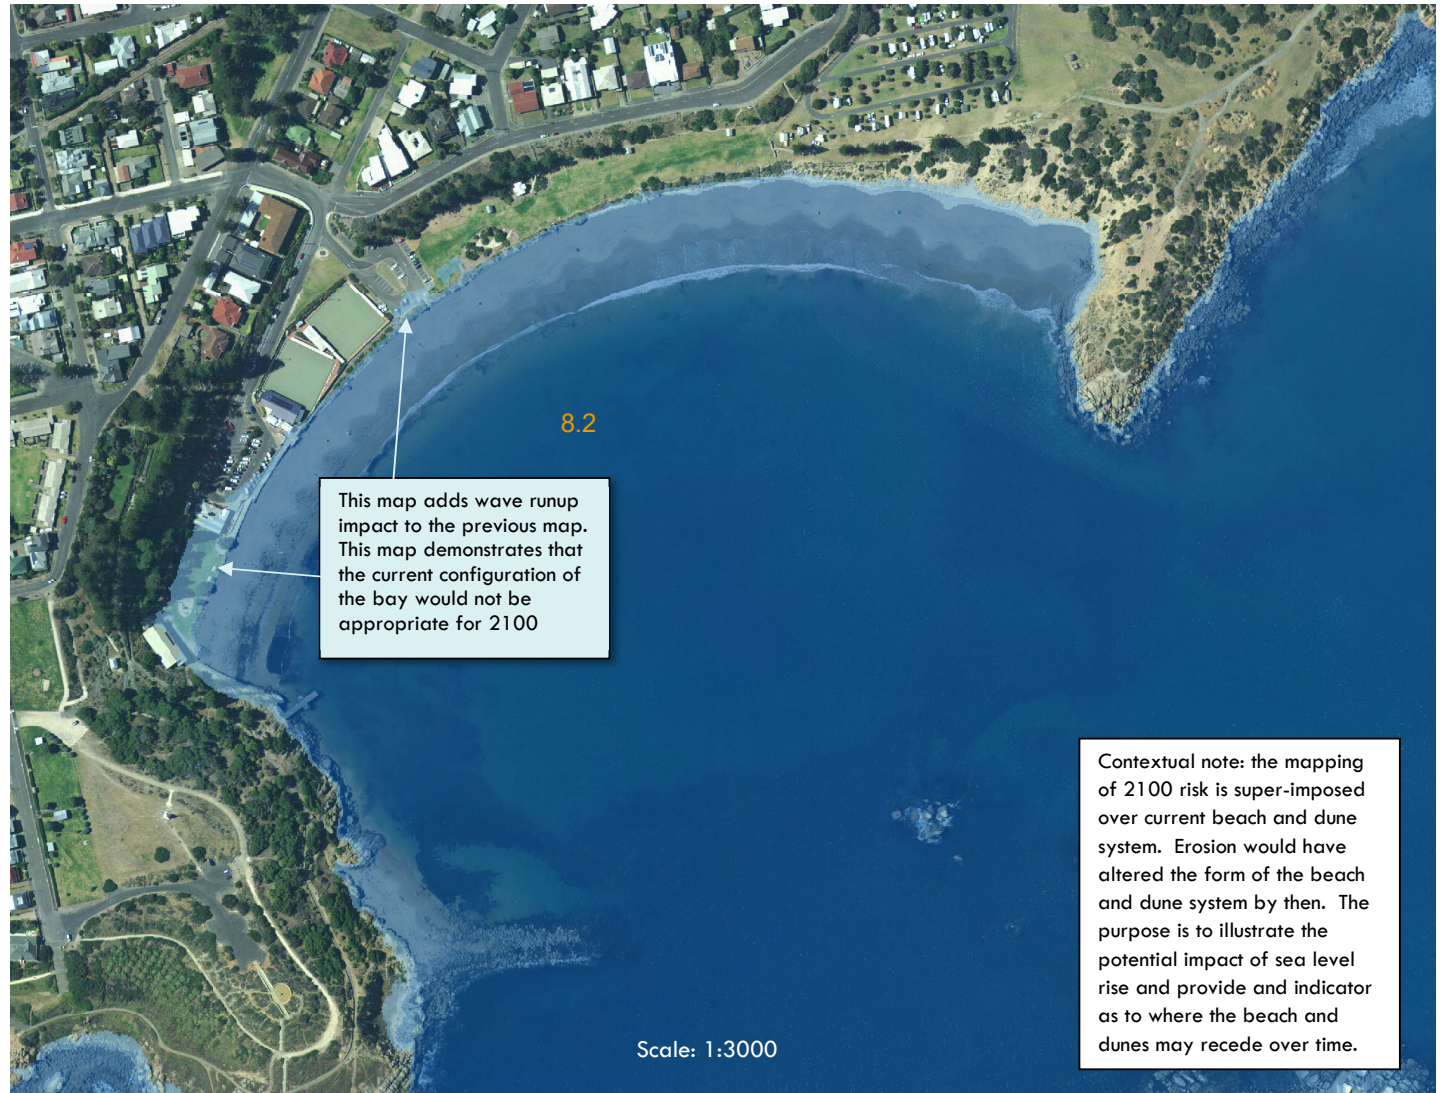 8.2
This map adds wave runup
impact to the previous map.
This map demonstrates that
the current configuration of
the bay would not be
appropriate for 2100
Contextual note: the mapping
of 2100 risk is super-imposed
over current beach and dune
system.  Erosion would have
altered the form of the beach
and dune system by then.  The
purpose is to illustrate the
potential impact of sea level
rise and provide and indicator
as to where the beach and
dunes may recede over time.
Scale: 1:3000